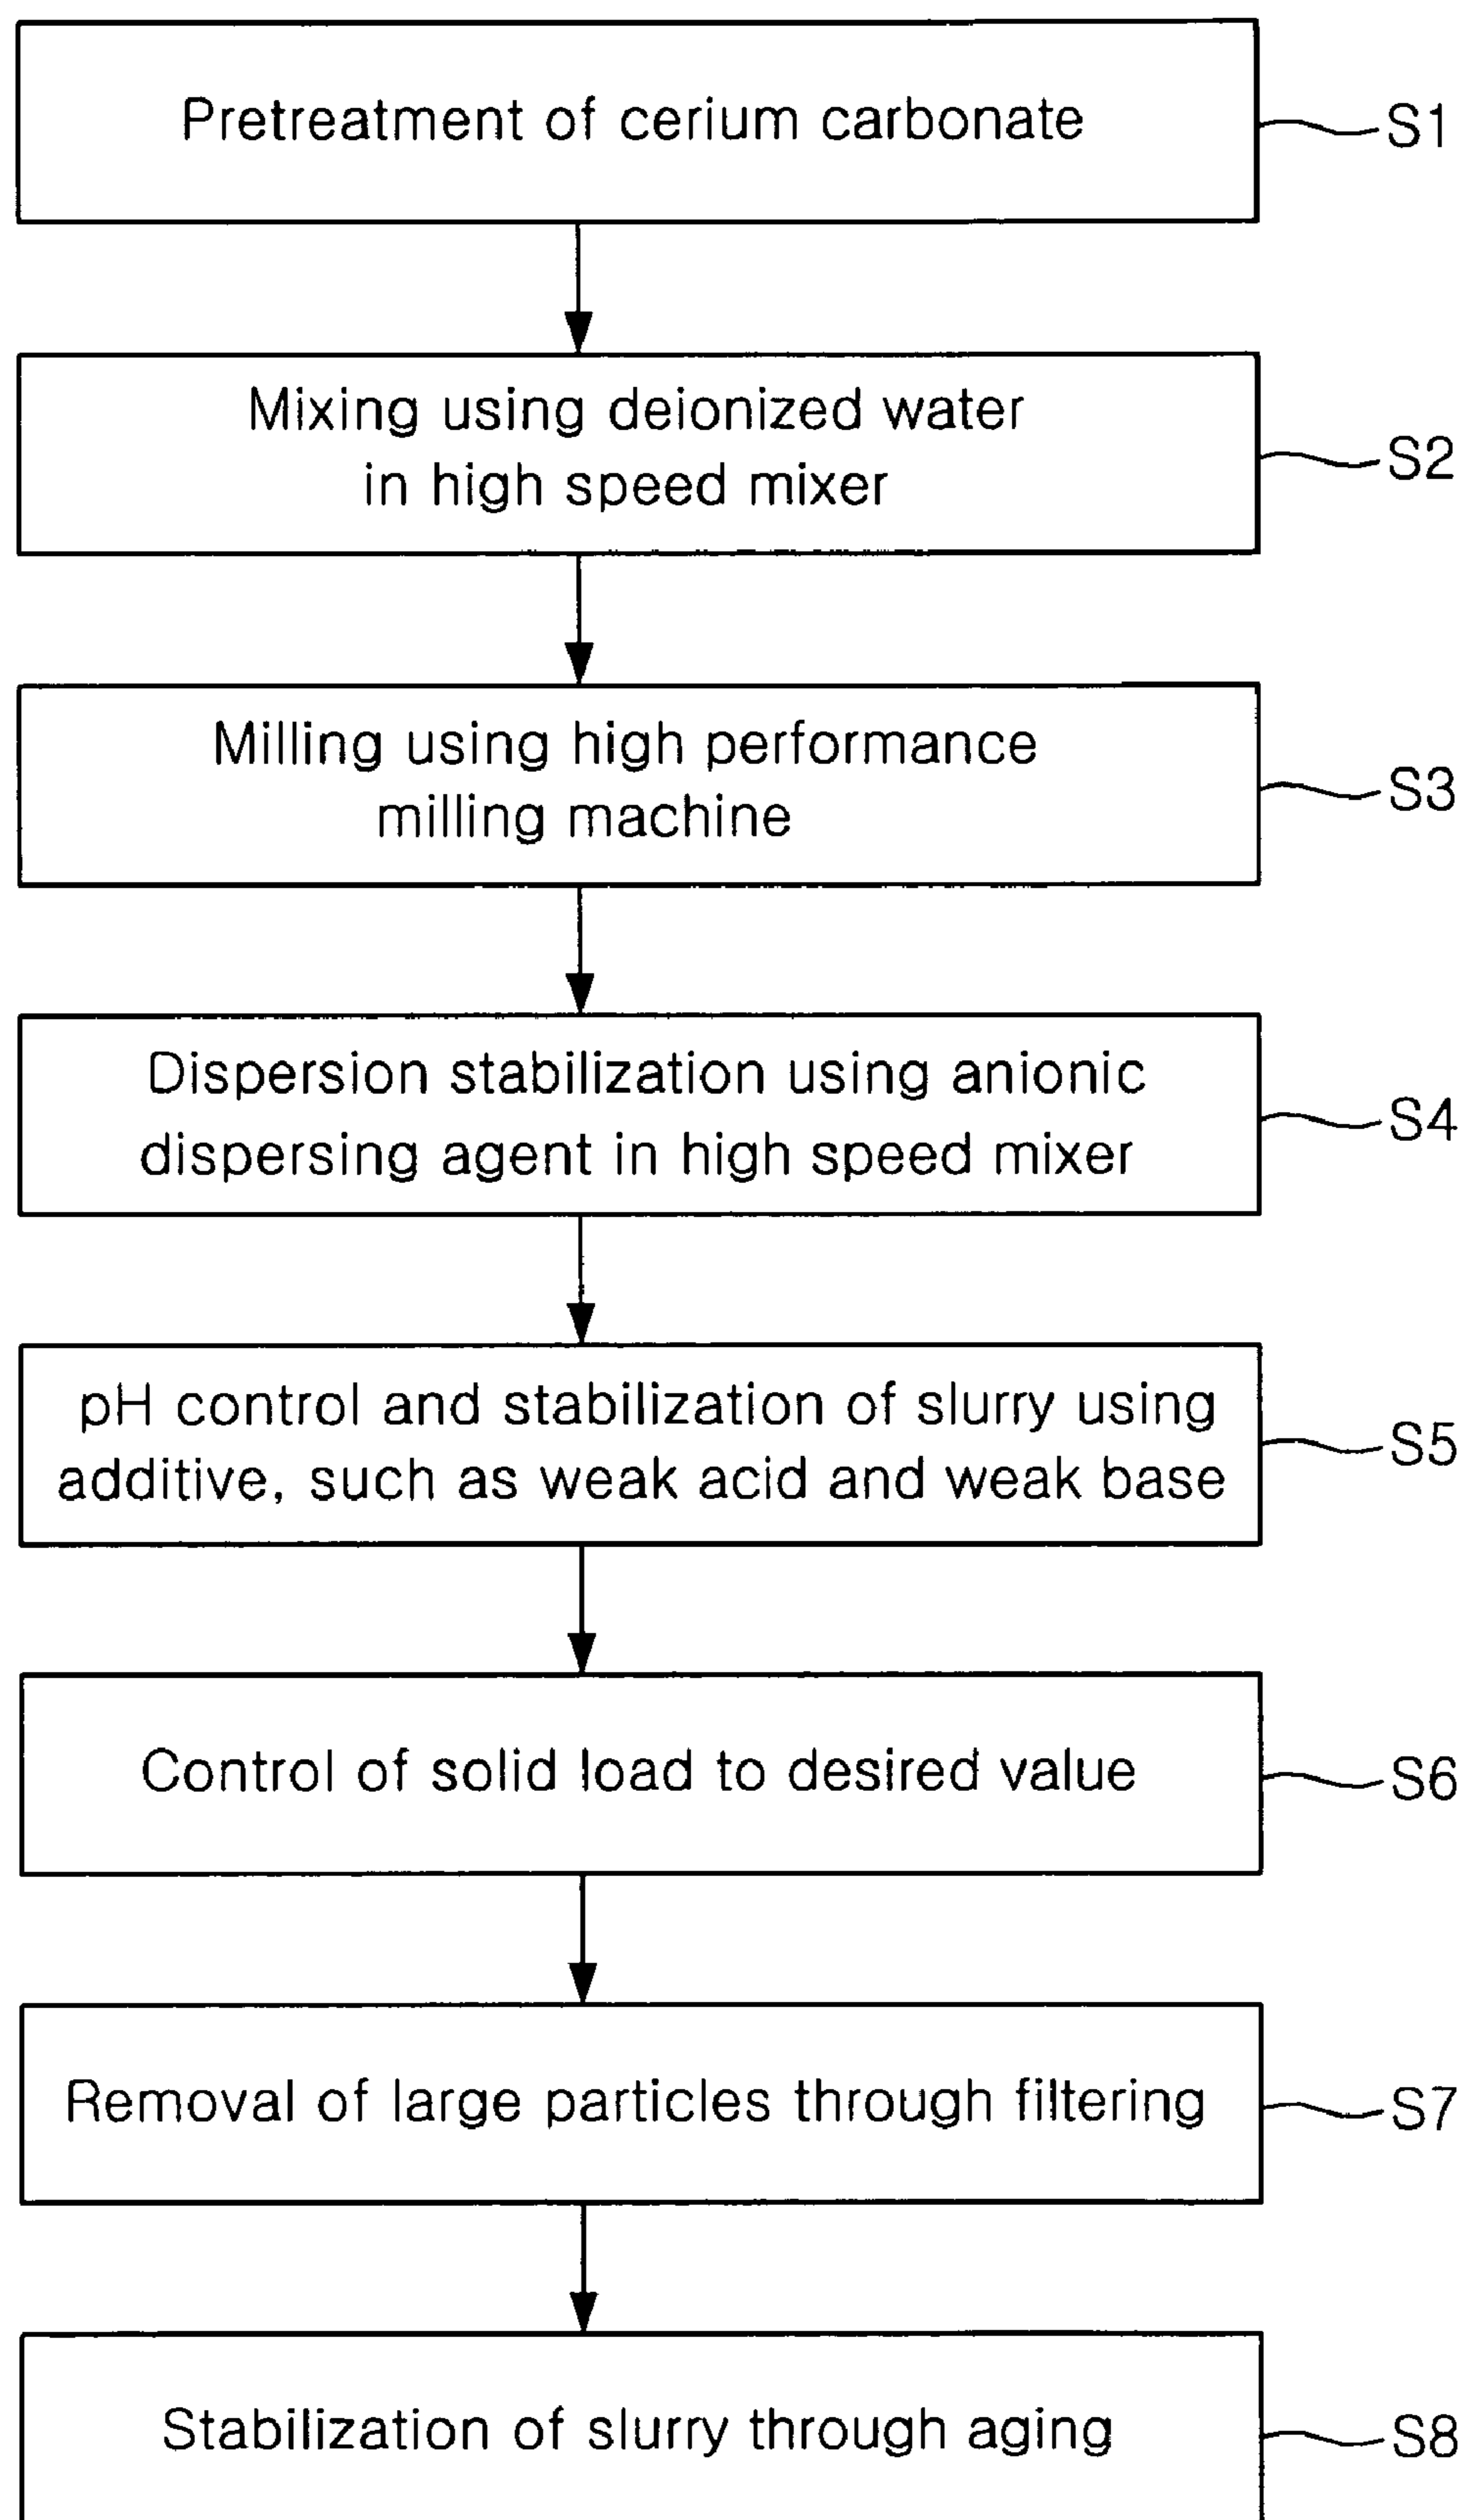 Pretreatment of cerium carbonate
S1
Mixing using deionized water
in high speed mixer
S2
Milling using high performance
milling machine
S3
Dispersion stabilization using anionic
dispersing agent in high speed mixer
S4
pH control and stabilization of slurry using
additive, such as weak acid and weak base
S5
Control of solid load to desired value
S6
Removal of large particles through filtering
S7
Stabilization of slurry through aging
S8